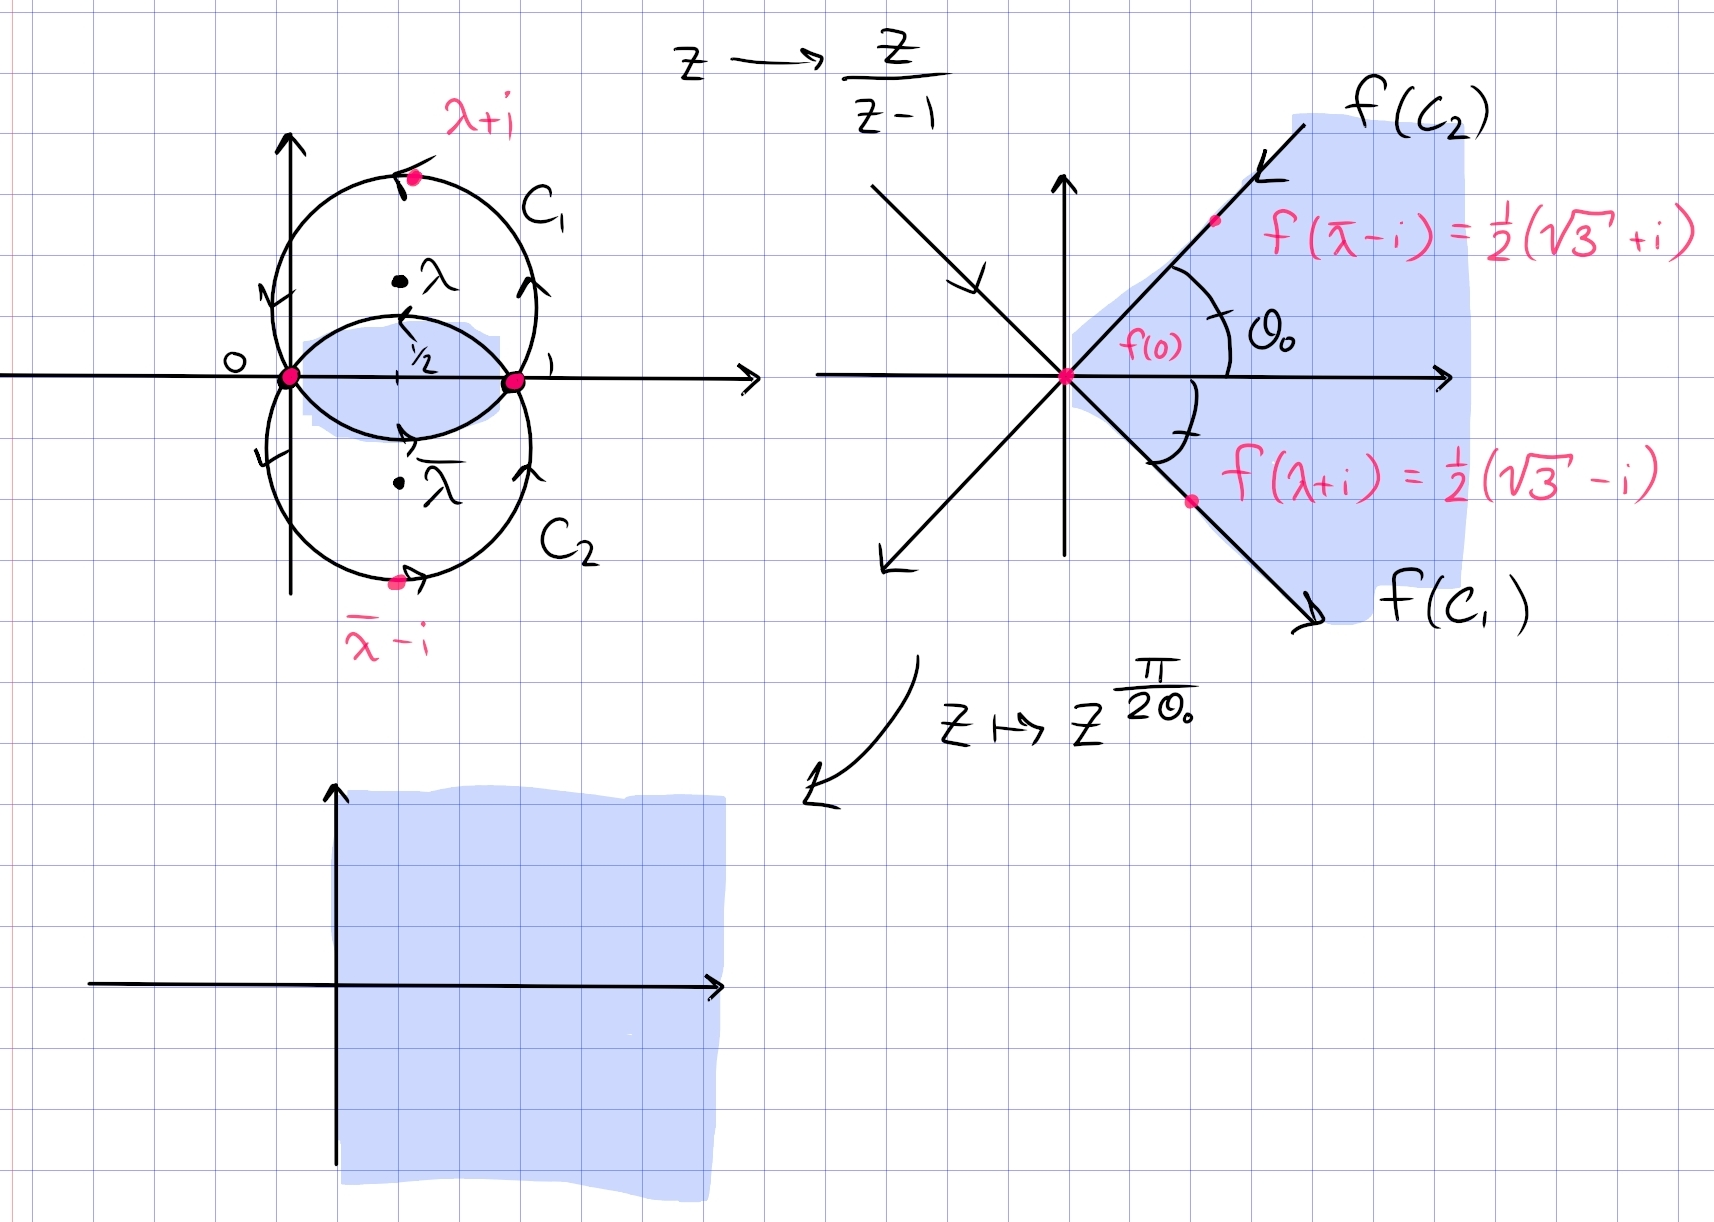 z → z/(z-1)
λ+i
C₁
λ
0
1/2
1
λ̄
C₂
λ̄-i
f(C₂)
f(λ̄-i) = 1/2(√3+i)
f(0)
θ₀
f(λ+i) = 1/2(√3-i)
f(C₁)
z ↦ z^(π/2θ₀)